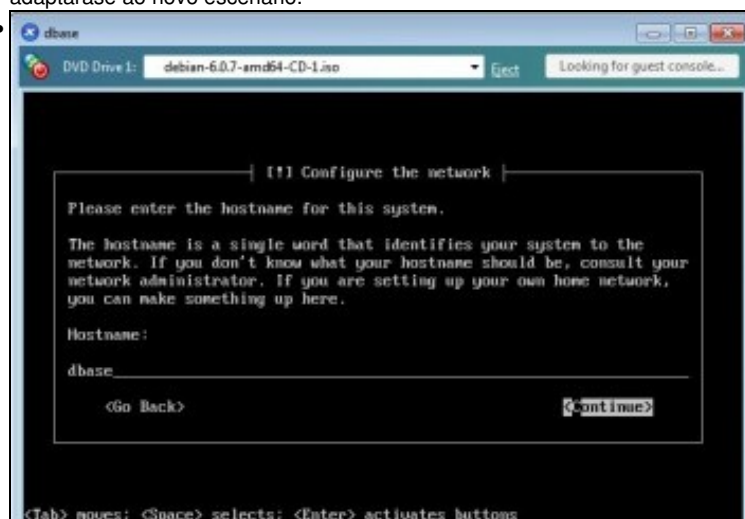 adaptarase ao novo escenario.
dbase
DVD Drive 1: debian-6.0.7-amd64-CD-1.iso Eject Looking for guest console...
[!] Configure the network
Please enter the hostname for this system.
The hostname is a single word that identifies your system to the
network. If you don't know what your hostname should be, consult your
network administrator. If you are setting up your own home network,
you can make something up here.
Hostname:
dbase
<Go Back> <Continue>
<Tab> moves; <Space> selects; <Enter> activates buttons